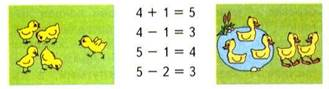 4 + 1 = 5
4 − 1 = 3
5 − 1 = 4
5 − 2 = 3